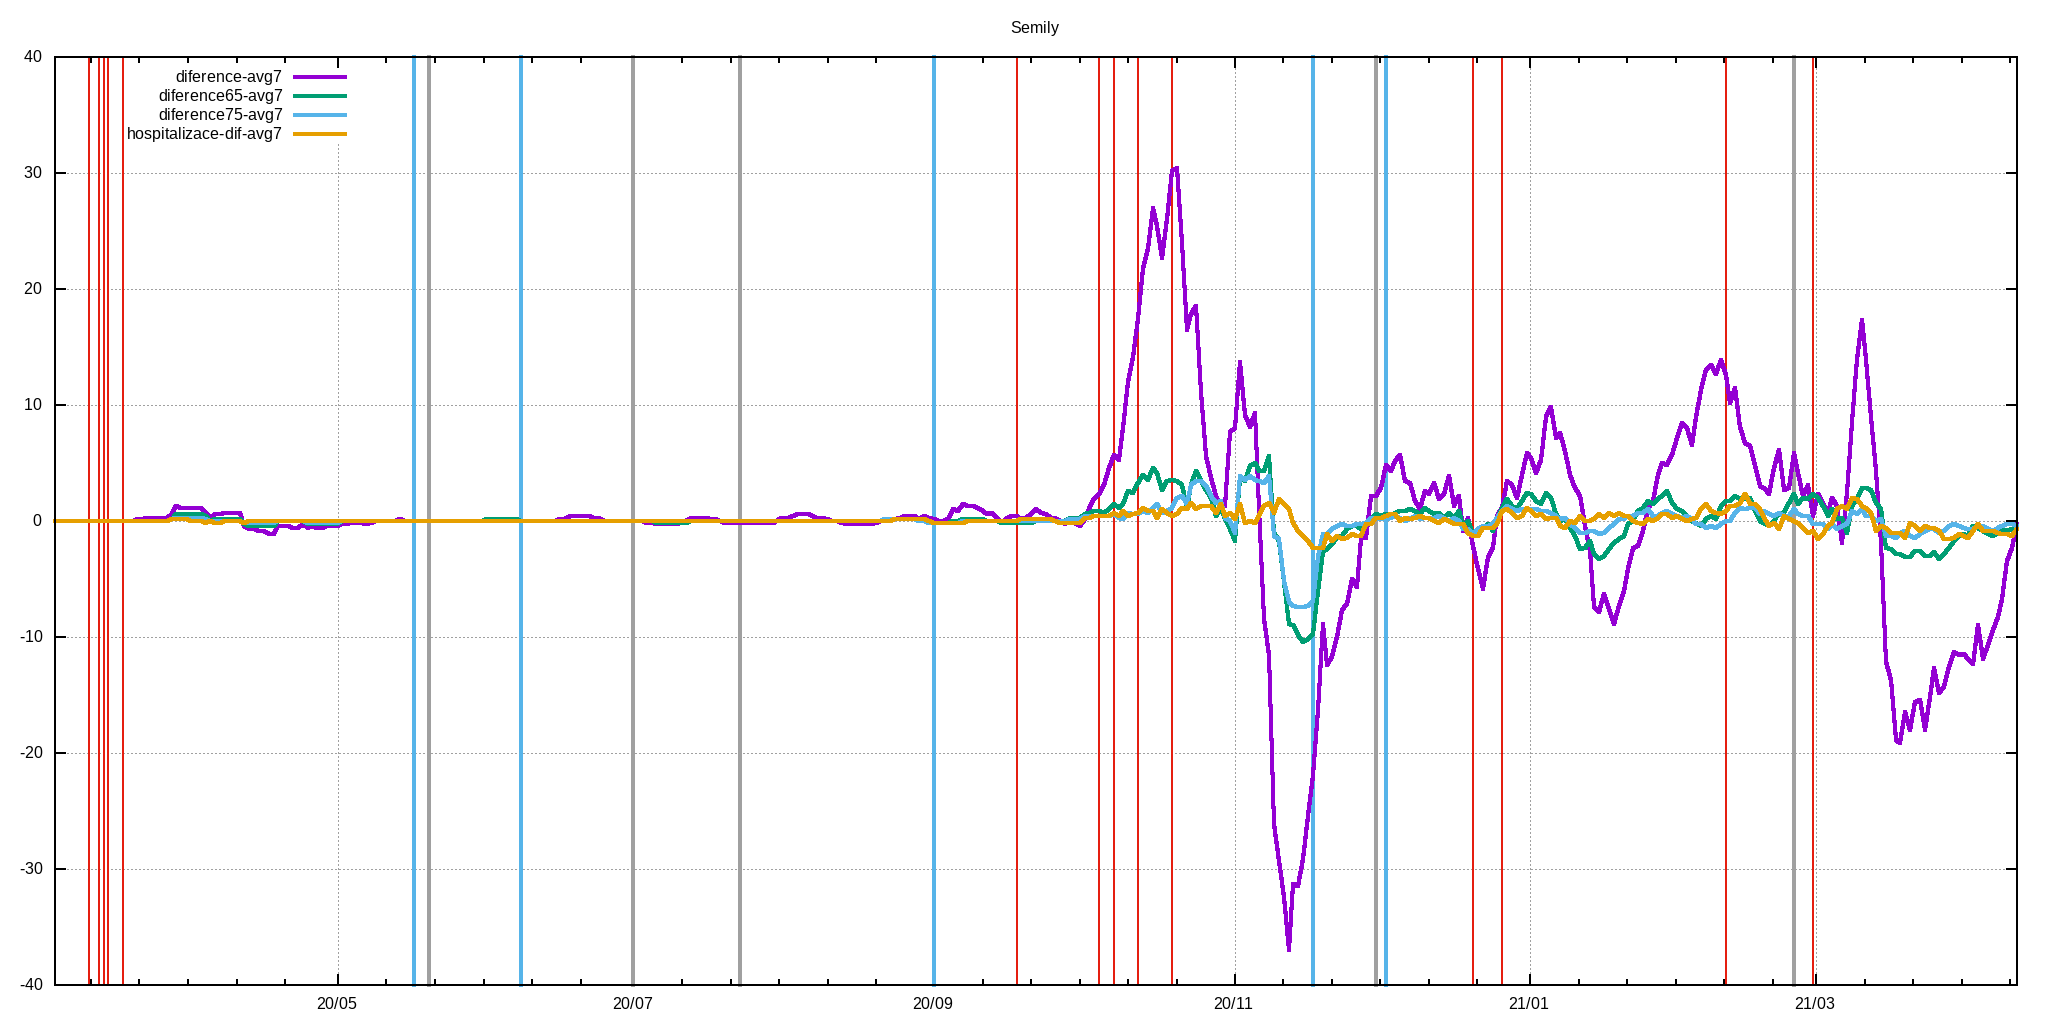 Semily
40
diference-avg7
diference65-avg7
diference75-avg7
hospitalizace-dif-avg7
30
20
10
0
-10
-20
-30
-40
20/05 20/07 20/09 20/11 21/01 21/03